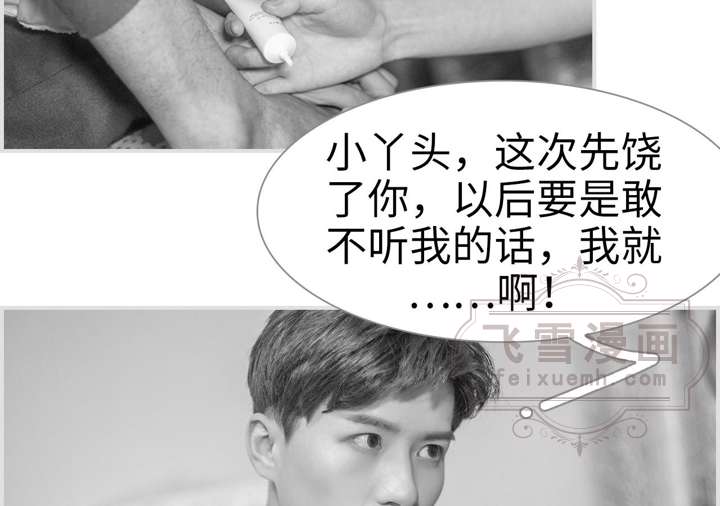 小丫头，这次先饶
了你，以后要是敢
不听我的话，我就
……啊！
飞雪漫画
feixuemh.com